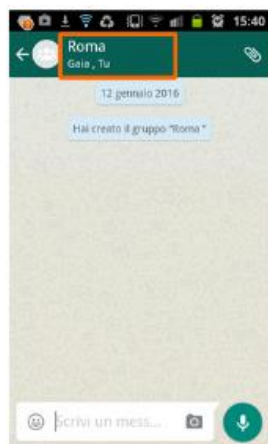 15:40
Roma
Gaia , Tu
12 gennaio 2016
Hai creato il gruppo "Roma "
Scrivi un mess...